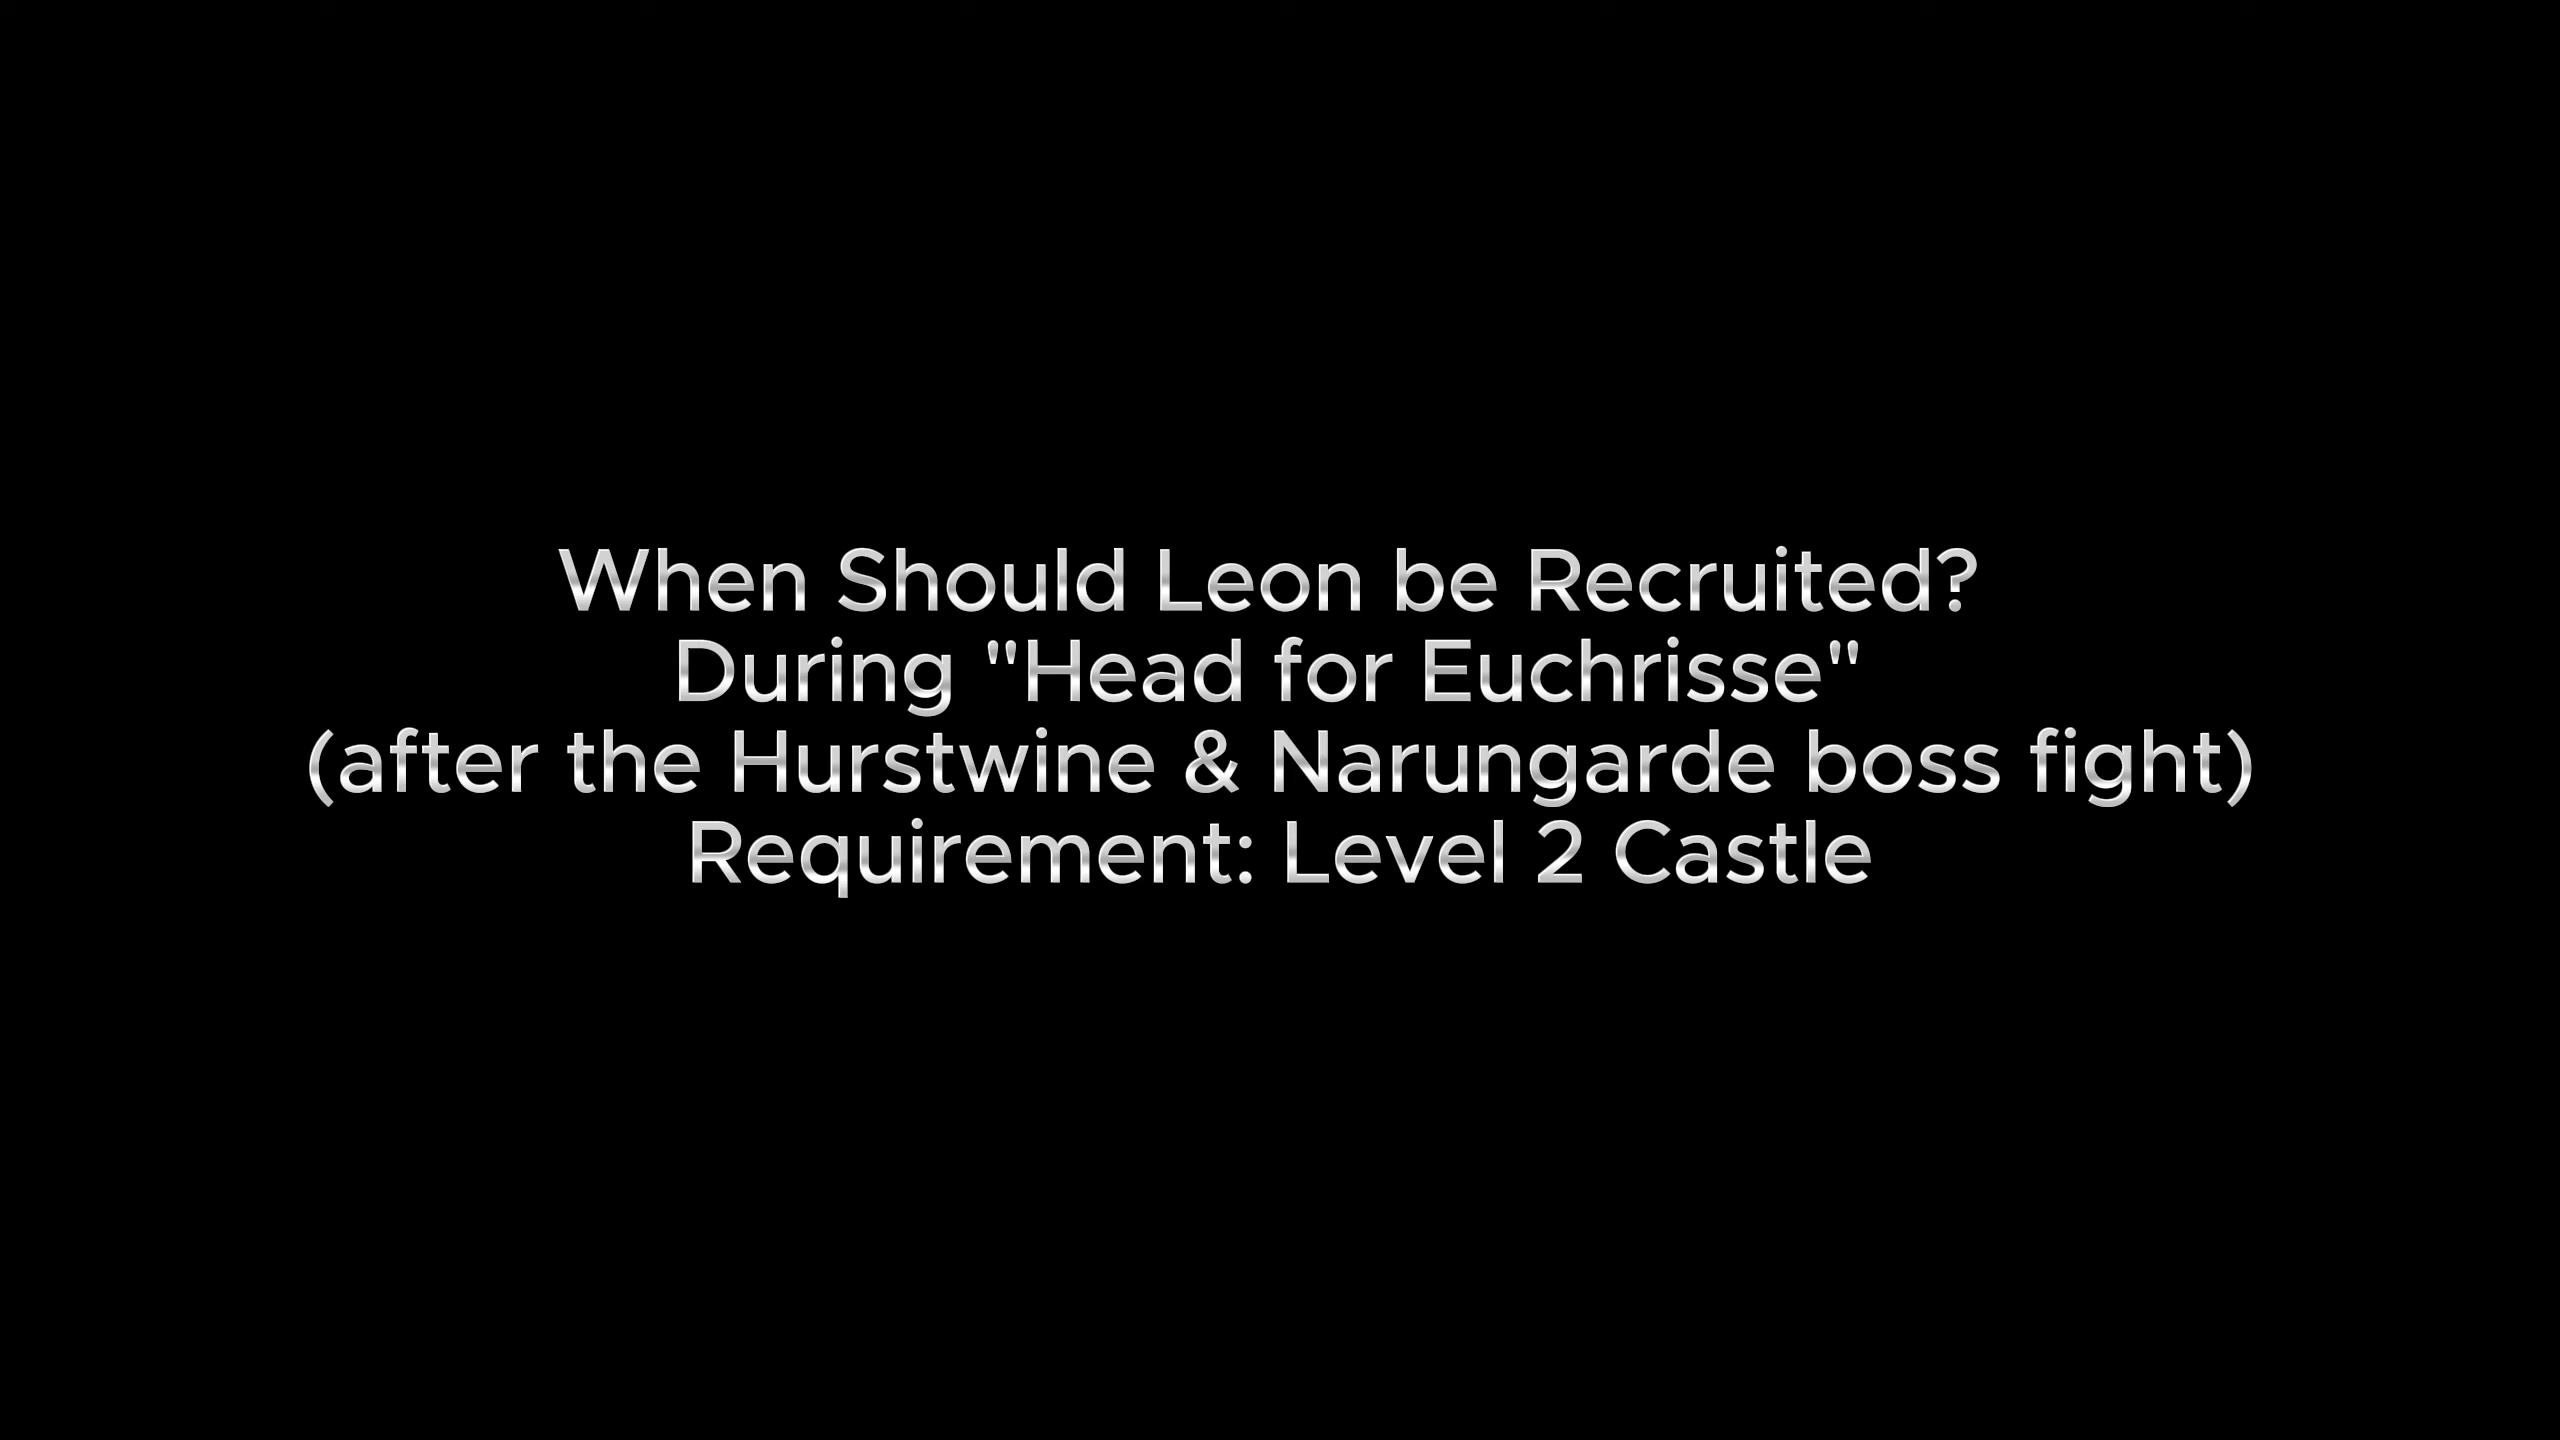 When Should Leon be Recruited?
During "Head for Euchrisse"
(after the Hurstwine & Narungarde boss fight)
Requirement: Level 2 Castle